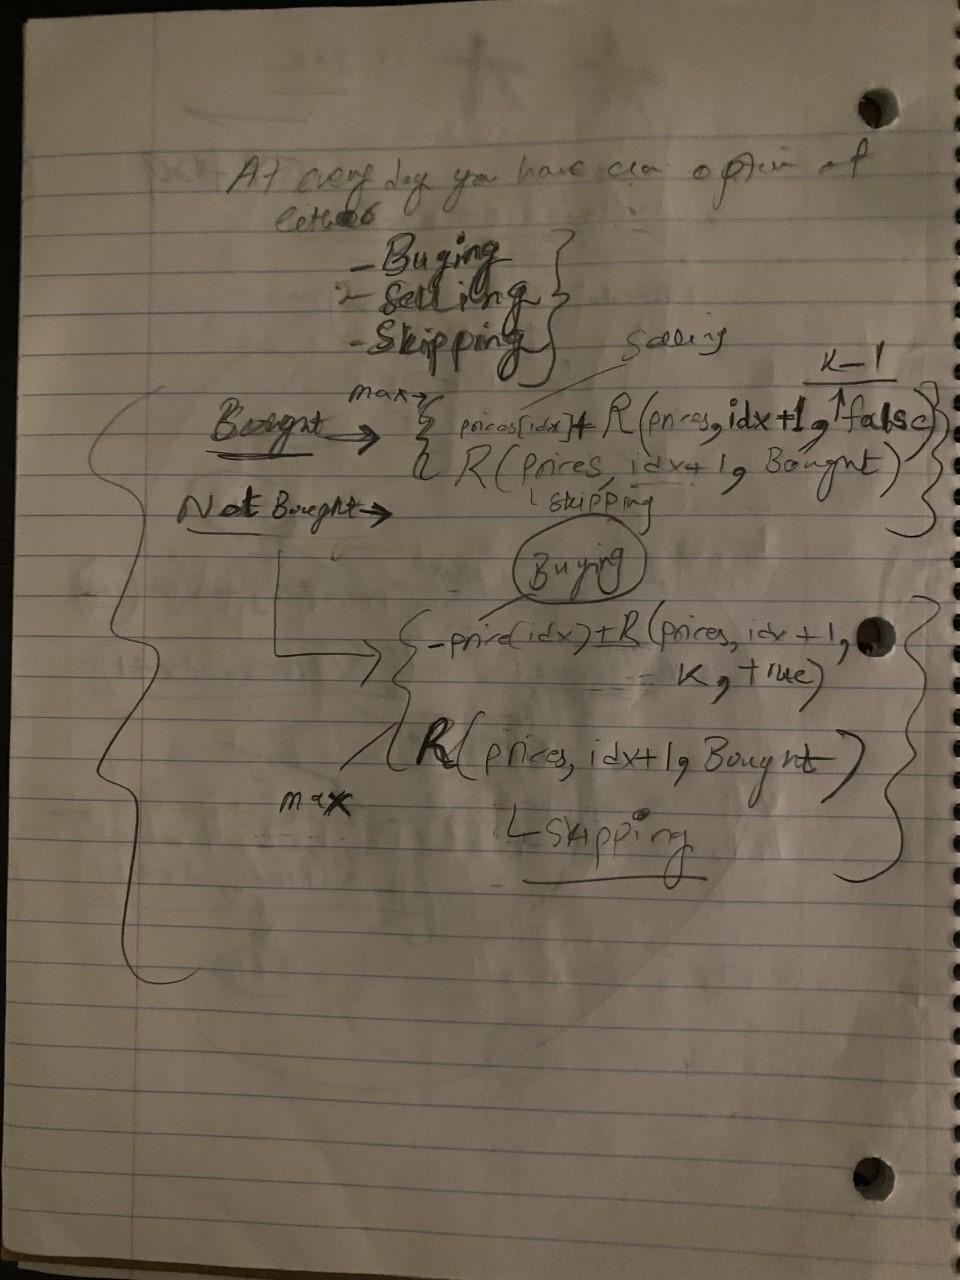 At every day you have an option of
either
- Buying
- Selling
- Skipping
Selling
k-1
max→
Bought → prices[idx]+ R(prices, idx+1, ↑false)
R(prices, idx+1, Bought)
Not Bought →
skipping
Buying
-price[idx]+R(prices, idx+1,
K, true)
R(prices, idx+1, Bought)
max
skipping